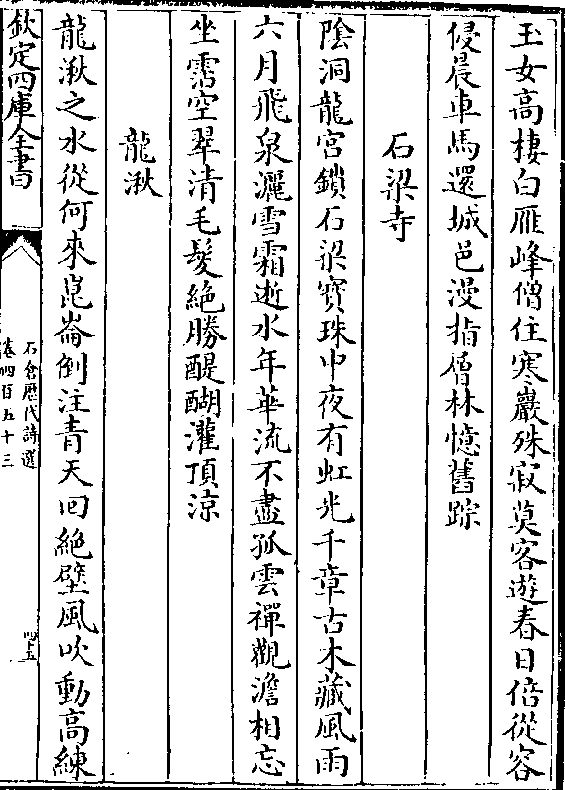 玉女高棲白雁峰僧住寒巖殊寂莫客遊春日倍從容
侵晨車馬還城邑漫指層林憶舊踪
石梁寺
陰洞龍宫鎖石梁寶珠中夜有虹光千章古木藏風雨
六月飛泉灑雪霜逝水年華流不盡孤雲禪觀澹相忘
坐霑空翠清毛髮絶勝醍醐灌頂涼
龍湫
龍湫之水從何來崑崙倒注青天回絶壁風吹動高練
欽定四庫全書
石倉歷代詩選
卷四百五十三
四十五